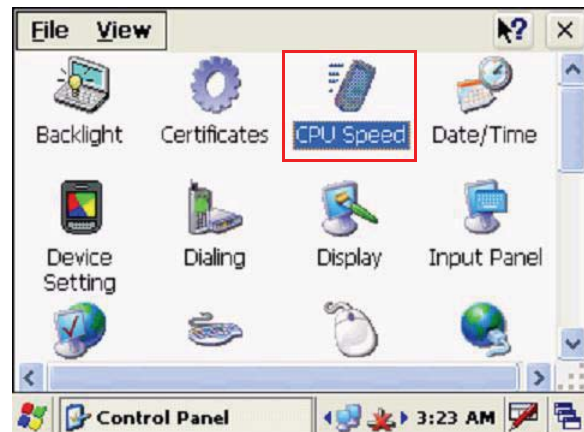 File View ?
Backlight Certificates CPU Speed Date/Time
Device Setting Dialing Display Input Panel
Control Panel 3:23 AM